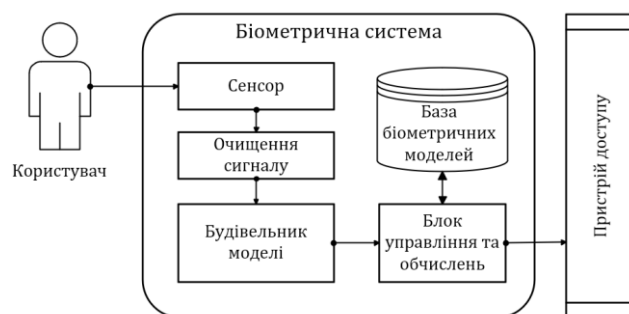 Біометрична система
Сенсор
Користувач
Очищення
сигналу
База
біометричних
моделей
Будівельник
моделі
Блок
управління та
обчислень
Пристрій доступу